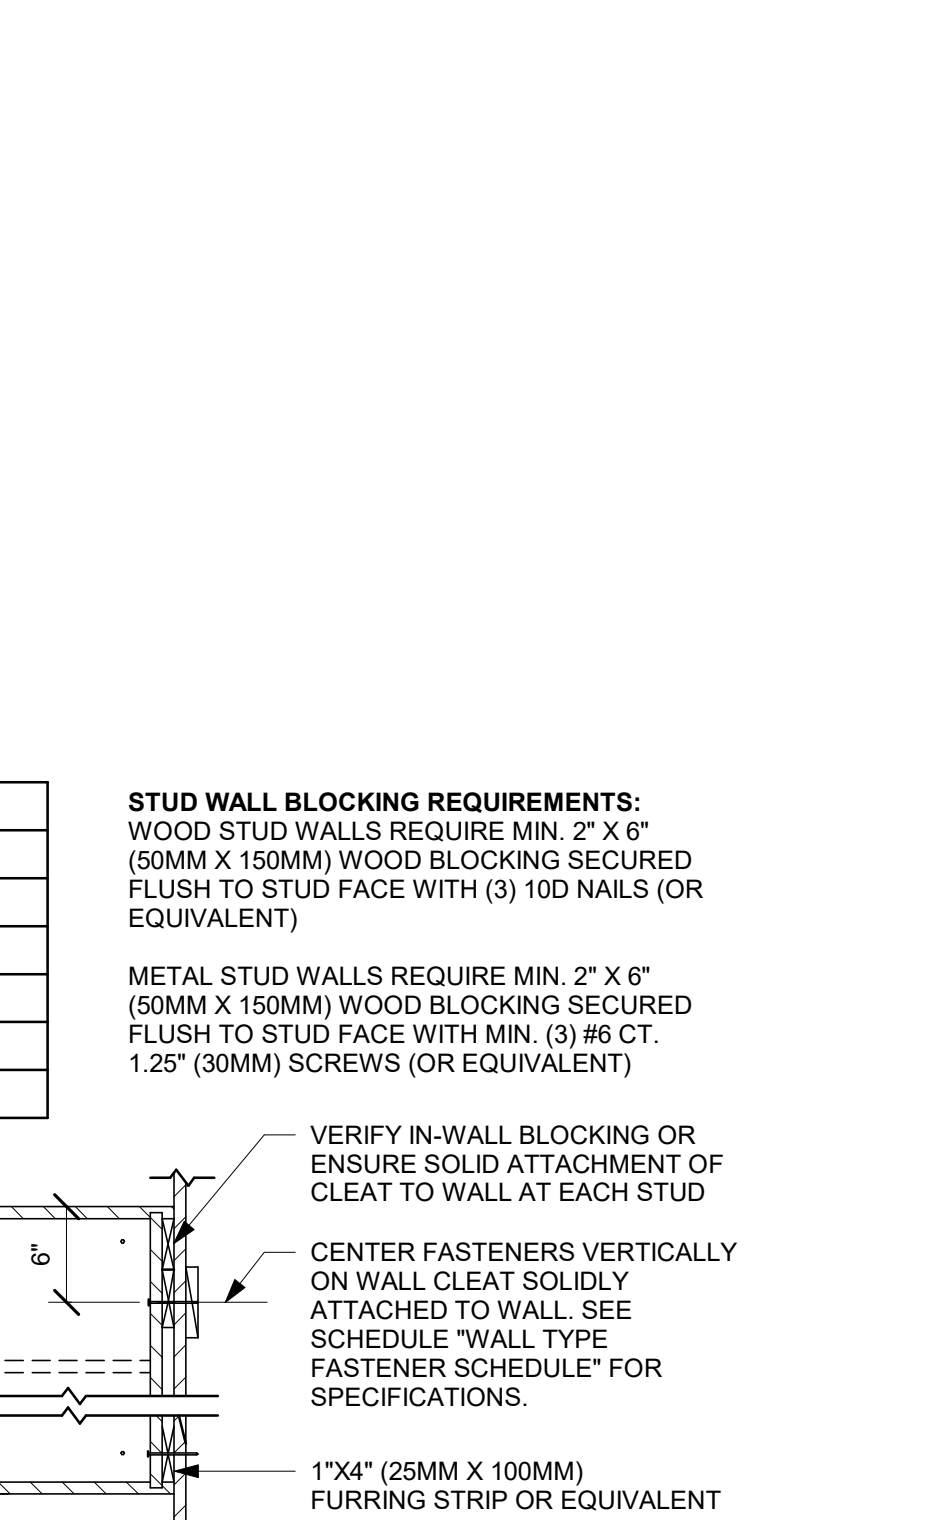 STUD WALL BLOCKING REQUIREMENTS:
WOOD STUD WALLS REQUIRE MIN. 2" X 6"
(50MM X 150MM) WOOD BLOCKING SECURED
FLUSH TO STUD FACE WITH (3) 10D NAILS (OR
EQUIVALENT)
METAL STUD WALLS REQUIRE MIN. 2" X 6"
(50MM X 150MM) WOOD BLOCKING SECURED
FLUSH TO STUD FACE WITH MIN. (3) #6 CT.
1.25" (30MM) SCREWS (OR EQUIVALENT)
VERIFY IN-WALL BLOCKING OR
ENSURE SOLID ATTACHMENT OF
CLEAT TO WALL AT EACH STUD
6"
CENTER FASTENERS VERTICALLY
ON WALL CLEAT SOLIDLY
ATTACHED TO WALL. SEE
SCHEDULE "WALL TYPE
FASTENER SCHEDULE" FOR
SPECIFICATIONS.
1"X4" (25MM X 100MM)
FURRING STRIP OR EQUIVALENT